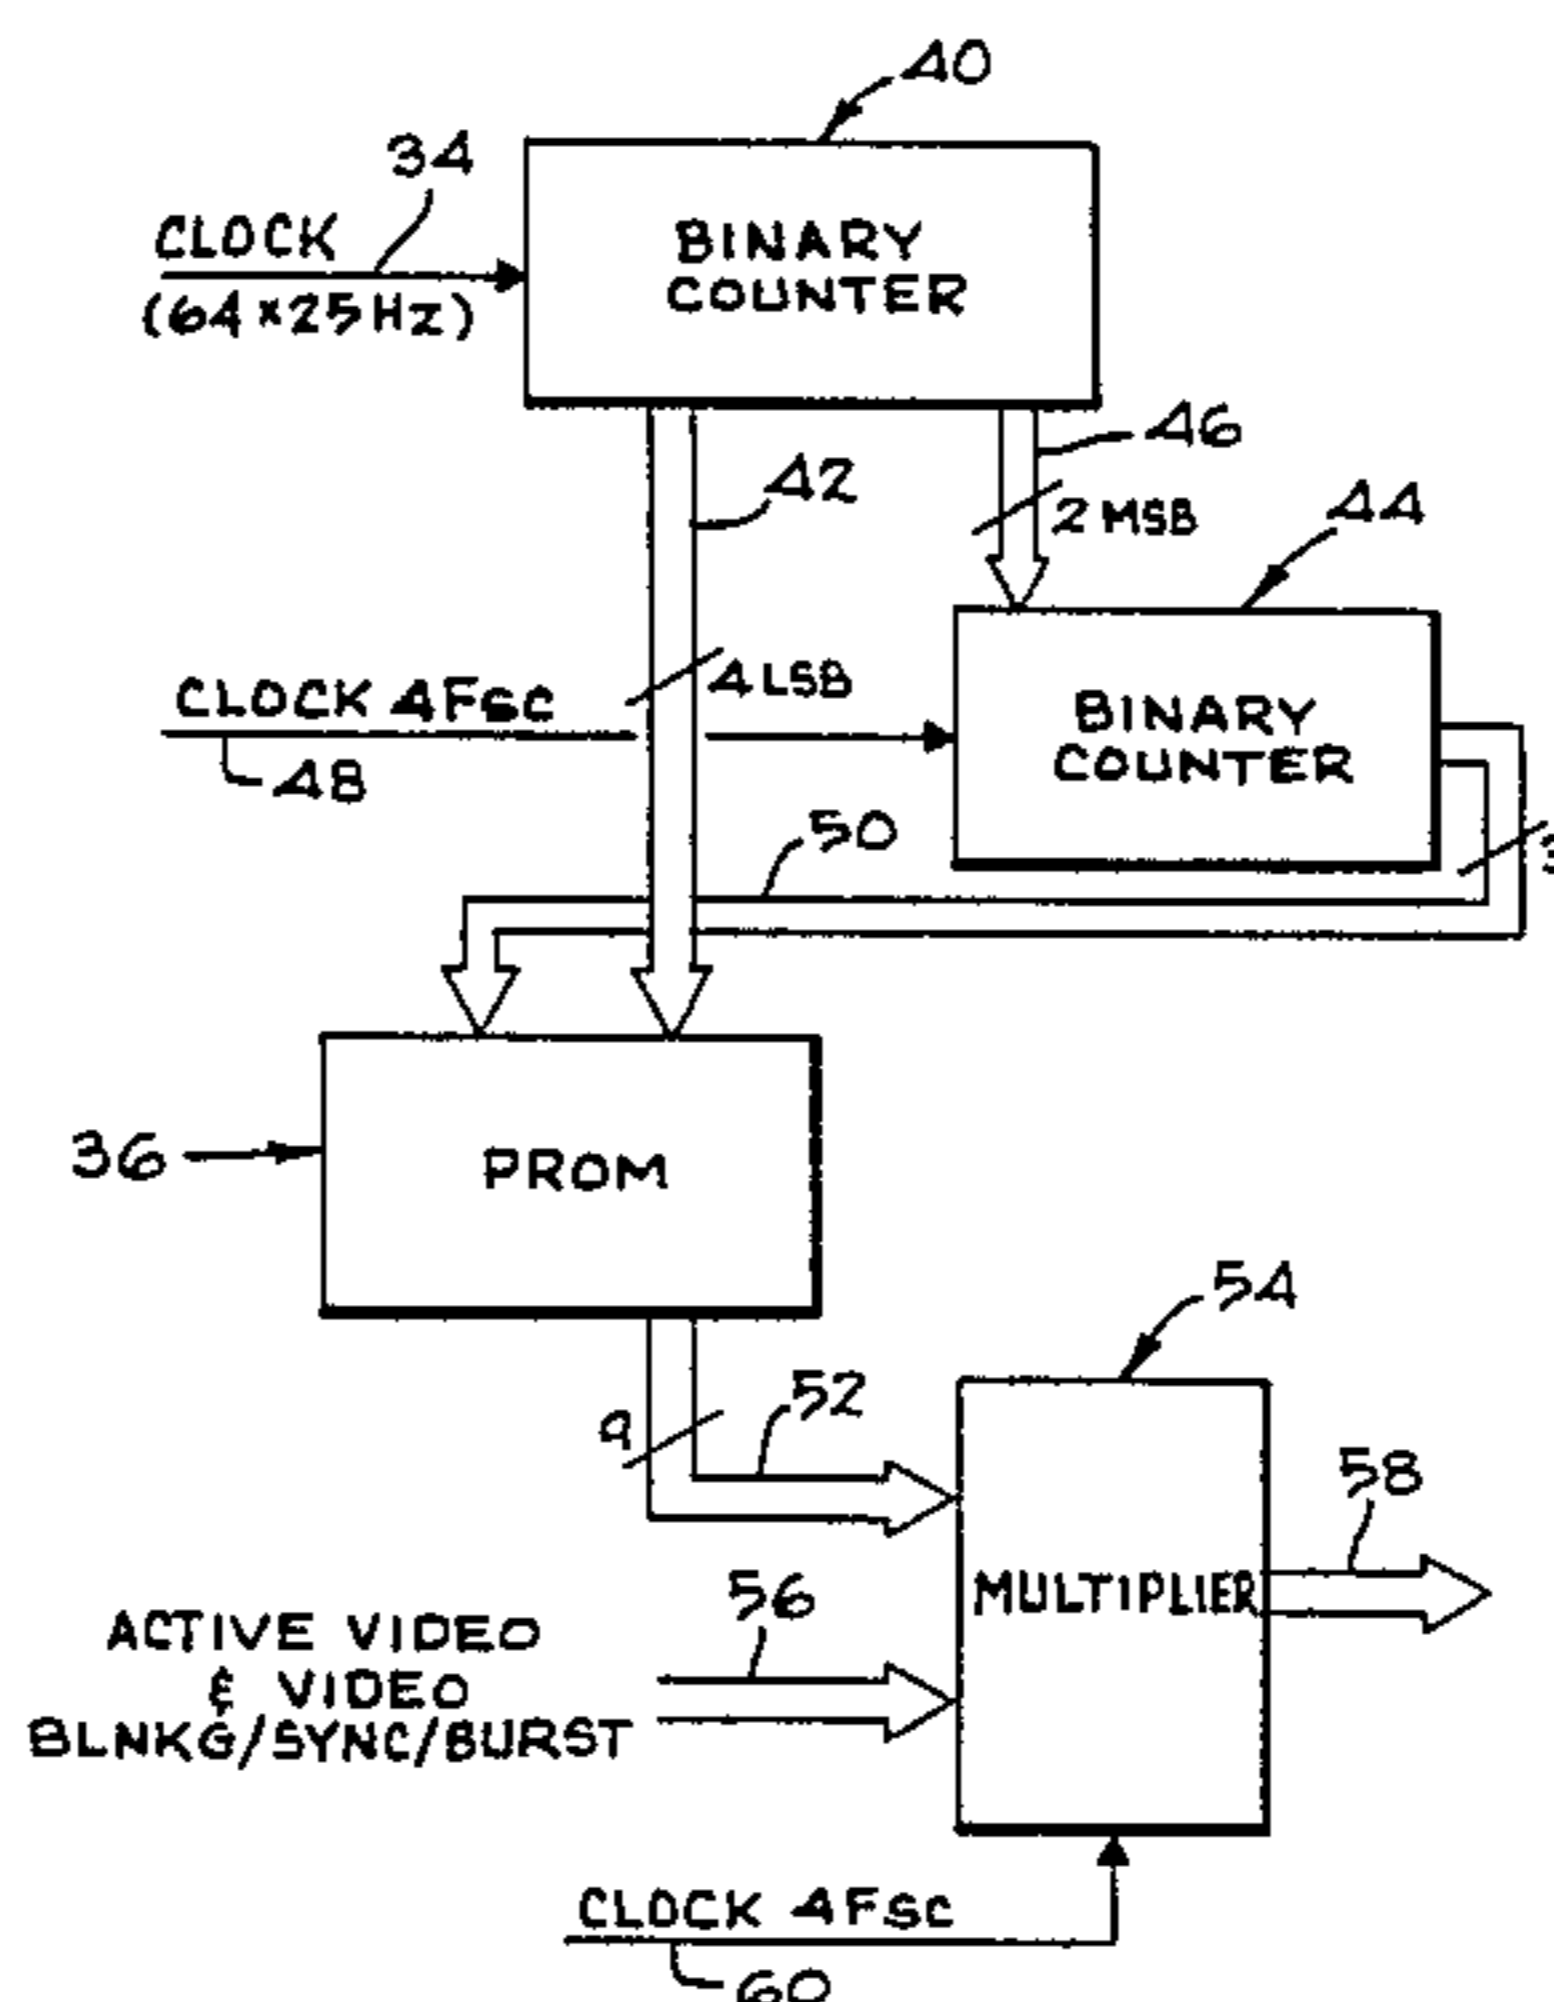 40
34
CLOCK
(64×25Hz)
BINARY
COUNTER
42
46
2 MSB
44
4 LSB
CLOCK 4FSC
48
BINARY
COUNTER
50
36
PROM
54
9
52
58
MULTIPLIER
56
ACTIVE VIDEO
& VIDEO
BLNKG/SYNC/BURST
CLOCK 4FSC
60